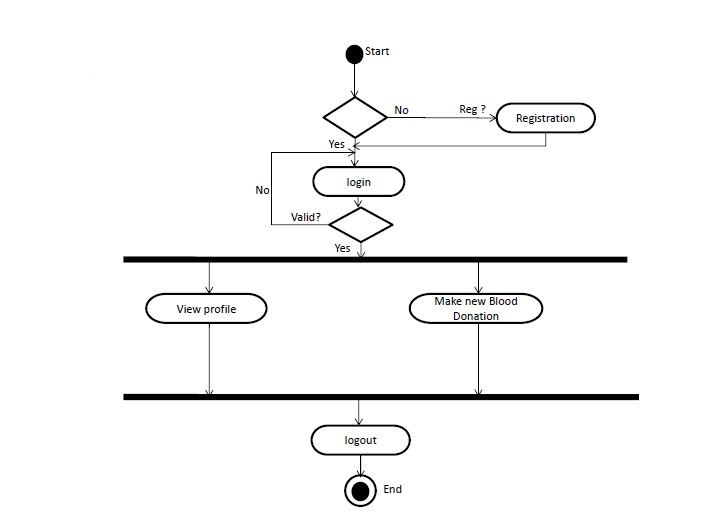 Start
No
Reg ?
Registration
Yes
login
No
Valid?
Yes
View profile
Make new Blood
Donation
logout
End